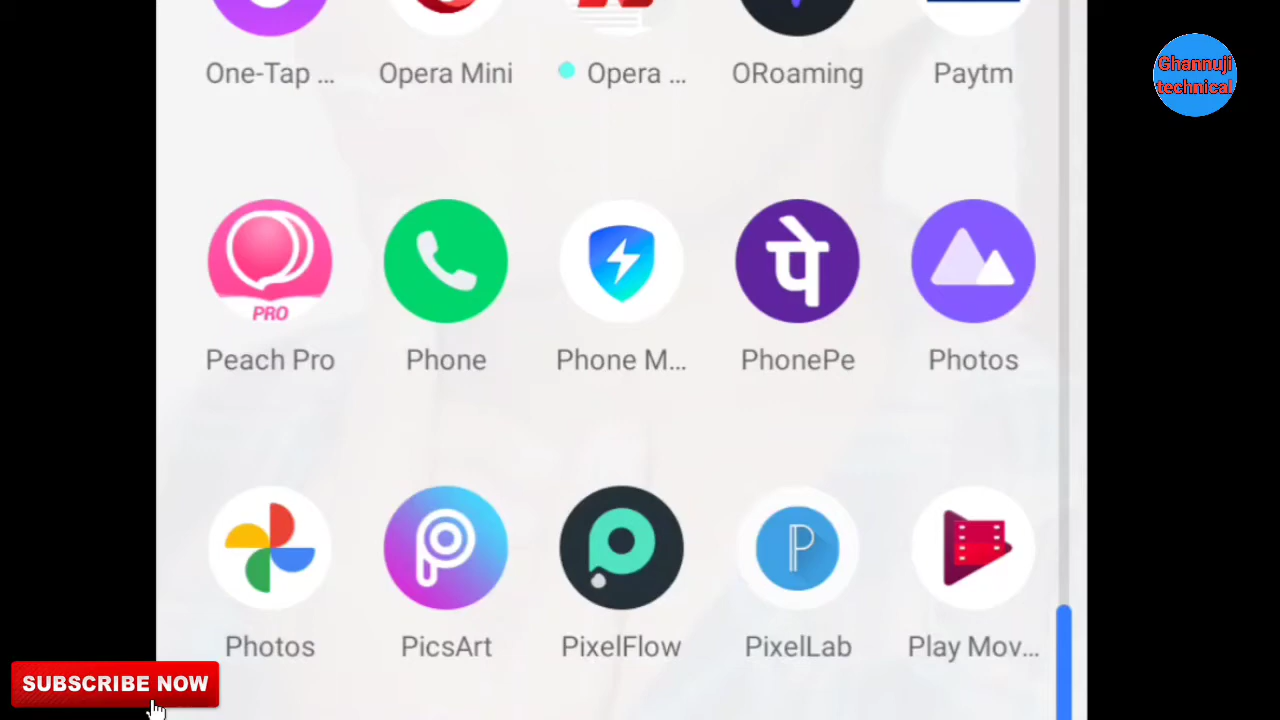 Ghannuji
technical
One-Tap ...
Opera Mini
Opera ...
ORoaming
Paytm
PRO
पे
Peach Pro
Phone
Phone M...
PhonePe
Photos
P
Photos
PicsArt
PixelFlow
PixelLab
Play Mov...
SUBSCRIBE NOW